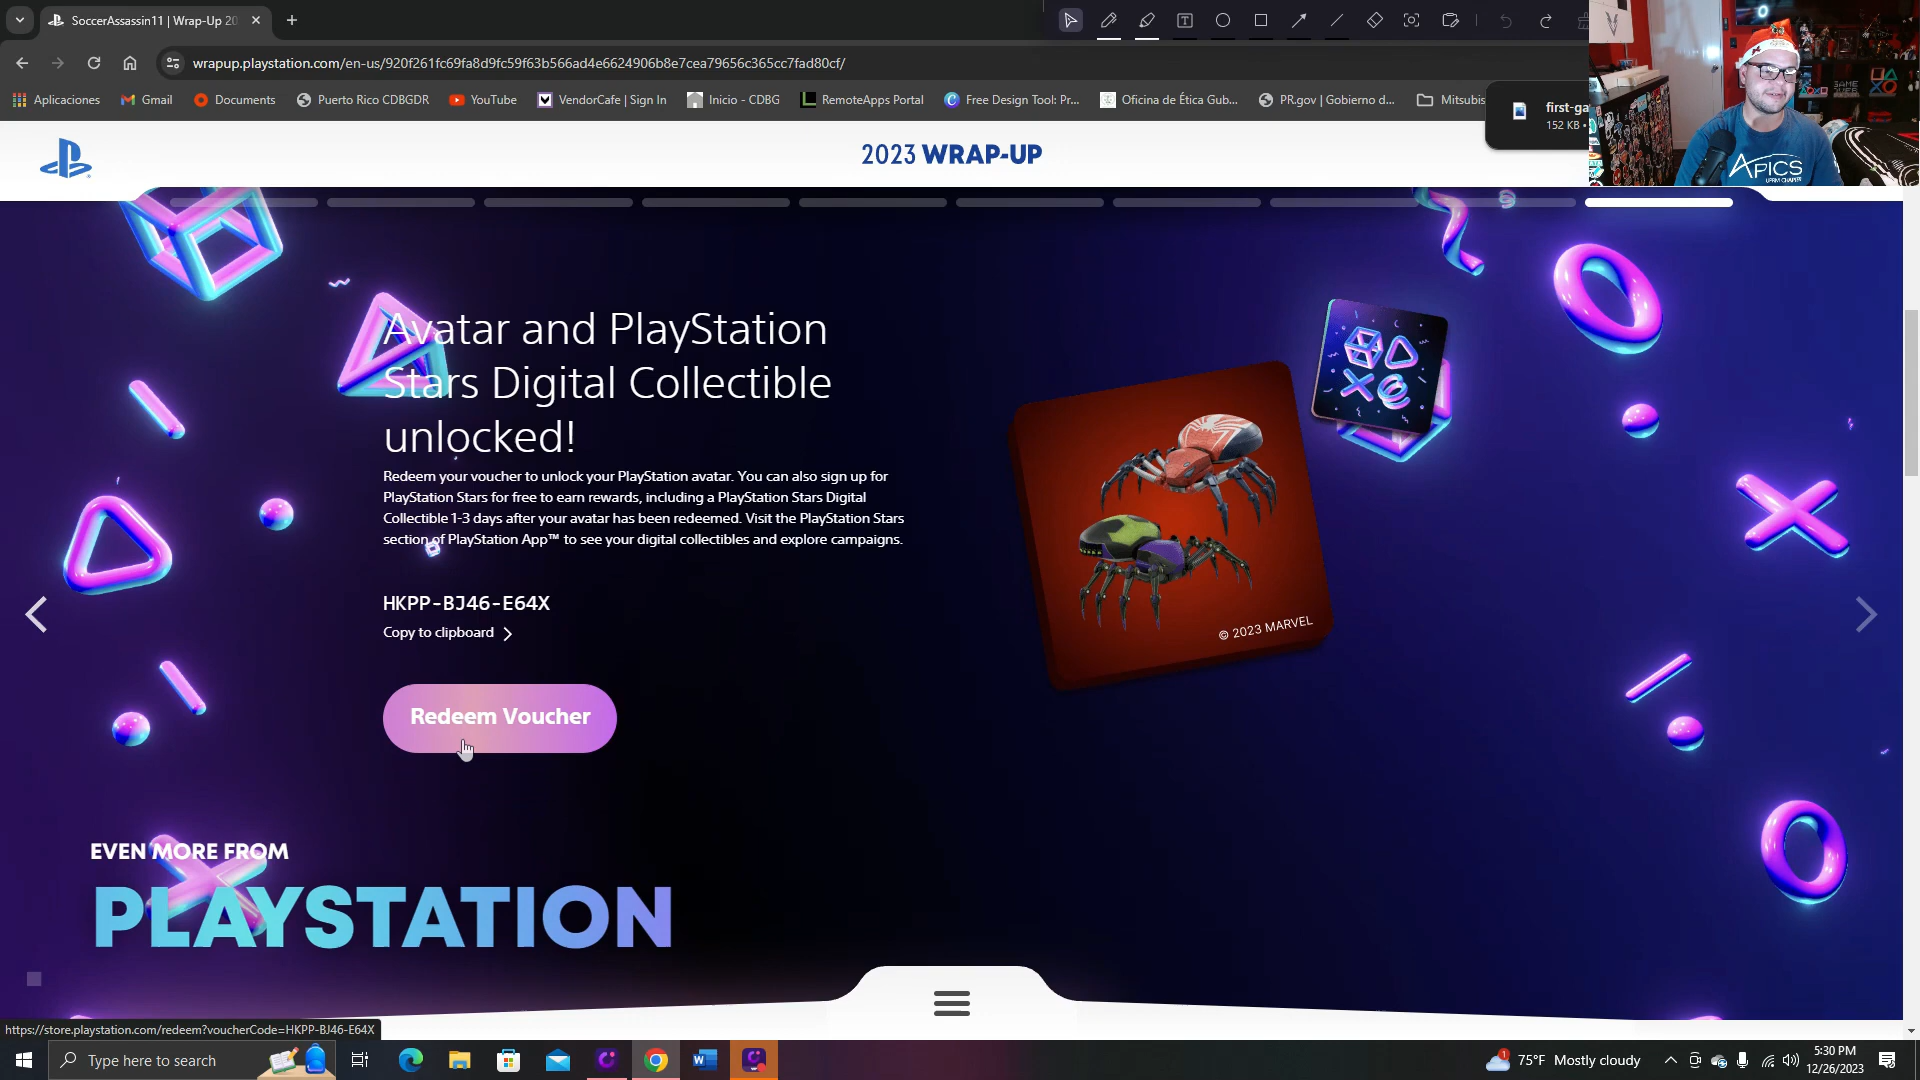 SoccerAssassin11 | Wrap-Up 20
wrapup.playstation.com/en-us/920f261fc69fa8d9fc59f63b566ad4e6624906b8e7cea79656c365cc7fad80cf/
Aplicaciones
Gmail
Documents
Puerto Rico CDBGDR
YouTube
VendorCafe | Sign In
Inicio - CDBG
RemoteApps Portal
Free Design Tool: Pr...
Oficina de Ética Gub...
PR.gov | Gobierno d...
Mitsubis
first-ga
152 KB •
APICS
2023 WRAP-UP
Avatar and PlayStation
Stars Digital Collectible
unlocked!
Redeem your voucher to unlock your PlayStation avatar. You can also sign up for
PlayStation Stars for free to earn rewards, including a PlayStation Stars Digital
Collectible 1-3 days after your avatar has been redeemed. Visit the PlayStation Stars
section of PlayStation App™ to see your digital collectibles and explore campaigns.
HKPP-BJ46-E64X
Copy to clipboard
Redeem Voucher
© 2023 MARVEL
EVEN MORE FROM
PLAYSTATION
https://store.playstation.com/redeem?voucherCode=HKPP-BJ46-E64X
Type here to search
75°F Mostly cloudy
5:30 PM
12/26/2023